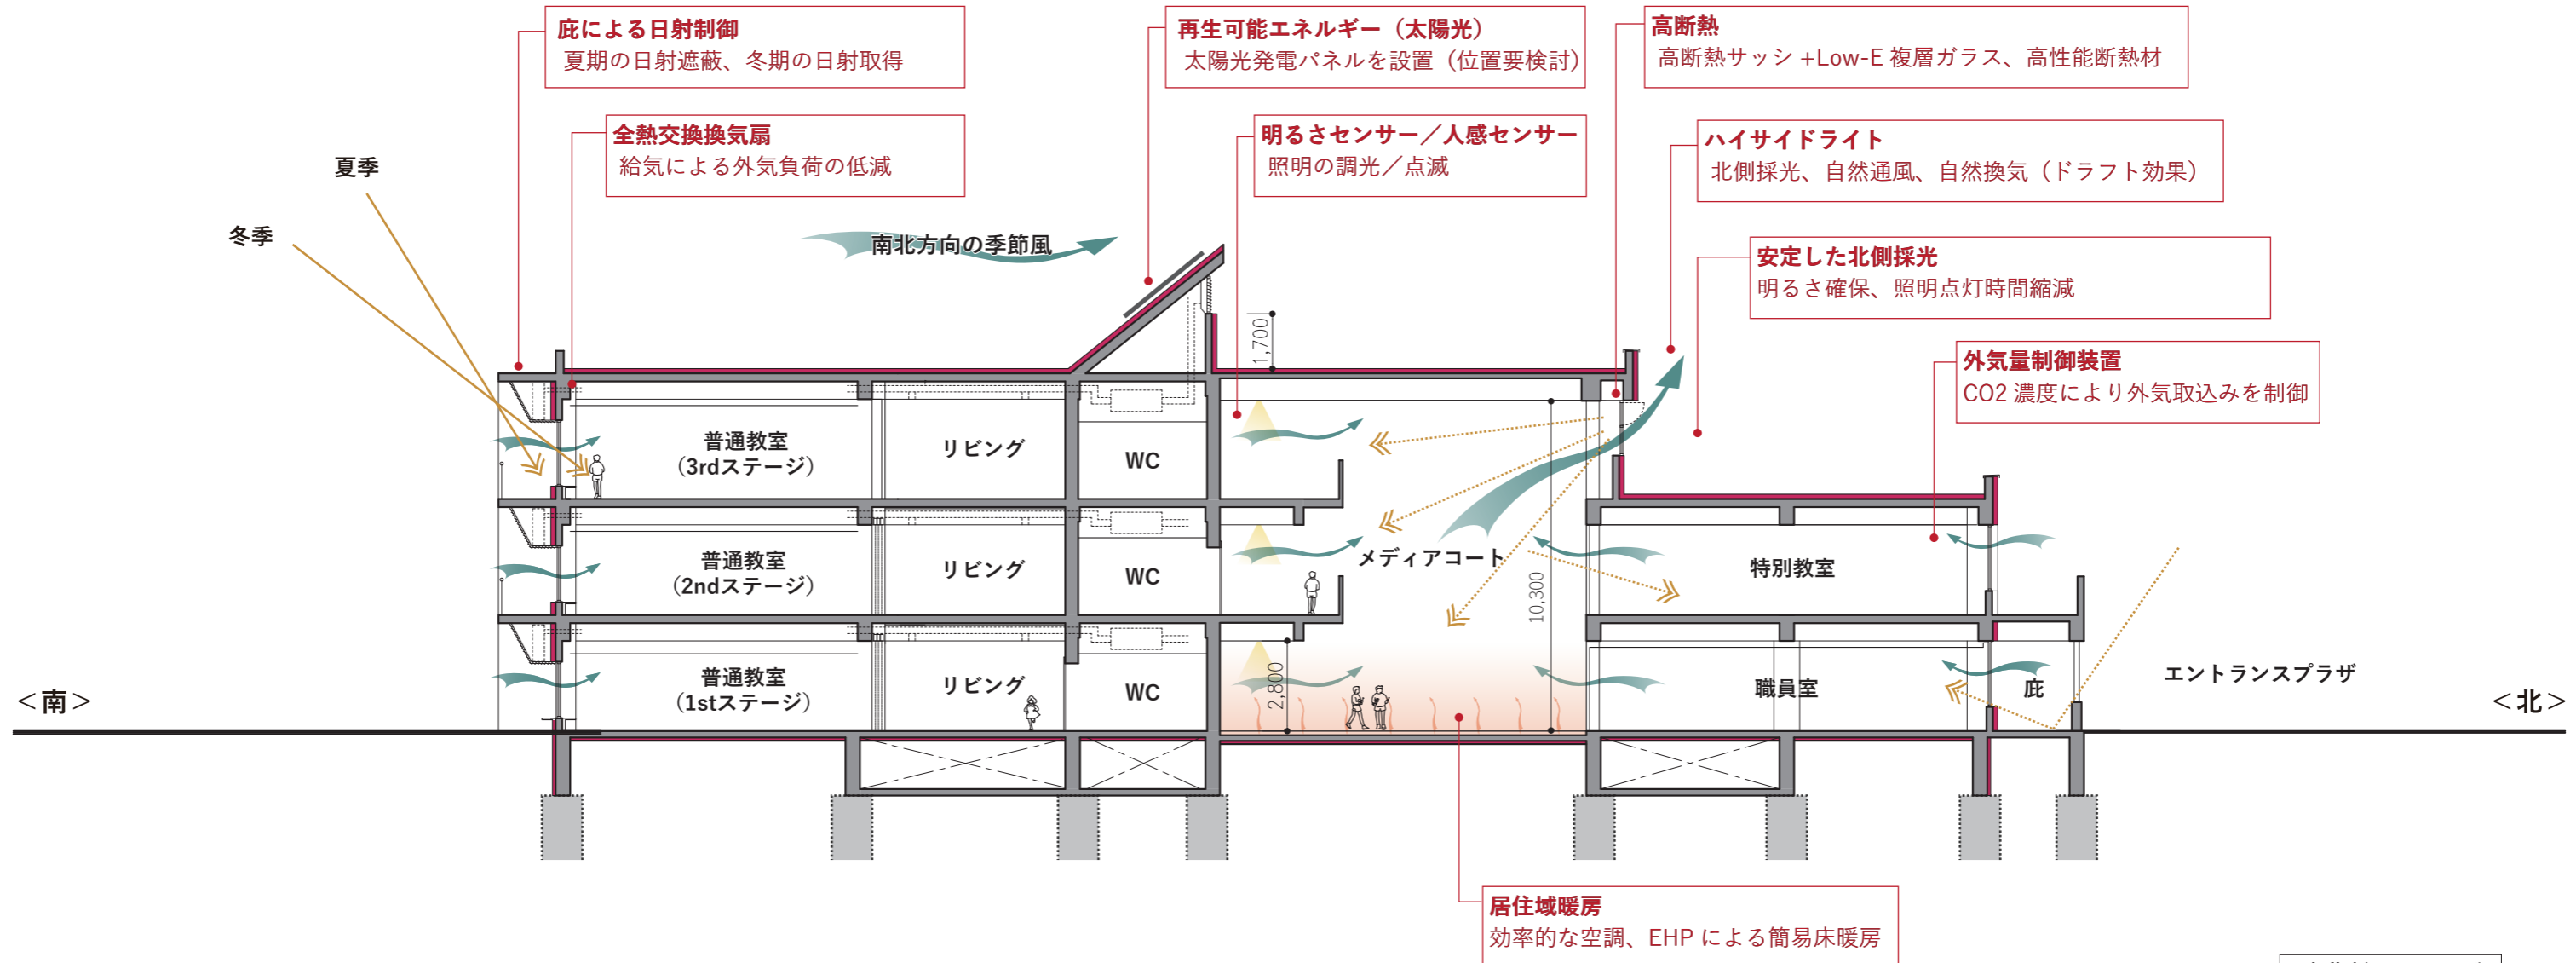 庇による日射制御
夏期の日射遮蔽、冬期の日射取得
再生可能エネルギー（太陽光）
太陽光発電パネルを設置（位置要検討）
高断熱
高断熱サッシ +Low-E 複層ガラス、高性能断熱材
全熱交換換気扇
給気による外気負荷の低減
明るさセンサー／人感センサー
照明の調光／点滅
ハイサイドライト
北側採光、自然通風、自然換気（ドラフト効果）
夏季
冬季
南北方向の季節風
安定した北側採光
明るさ確保、照明点灯時間縮減
1,700
外気量制御装置
CO2 濃度により外気取込みを制御
普通教室
（3rdステージ）
リビング
WC
普通教室
（2ndステージ）
リビング
WC
メディアコート
10,300
特別教室
普通教室
（1stステージ）
リビング
WC
2,800
職員室
庇
エントランスプラザ
＜南＞
＜北＞
居住域暖房
効率的な空調、EHP による簡易床暖房